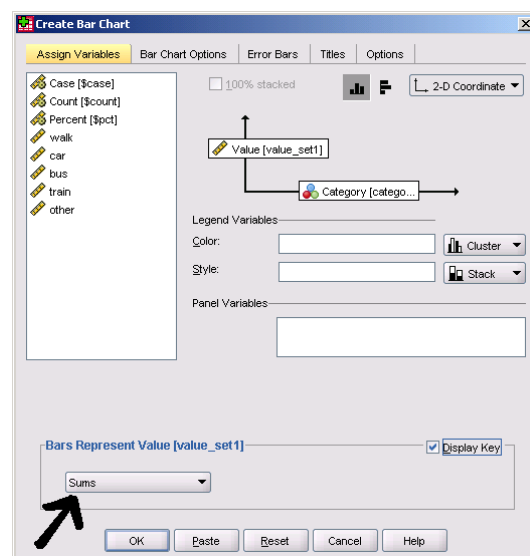 Create Bar Chart
Assign Variables Bar Chart Options Error Bars Titles Options
Case [$case]
Count [$count]
Percent [$pct]
walk
car
bus
train
other
100% stacked
2-D Coordinate
Value [value_set1]
Category [catego...
Legend Variables
Color:
Cluster
Style:
Stack
Panel Variables
Bars Represent Value [value_set1]
Display Key
Sums
OK Paste Reset Cancel Help